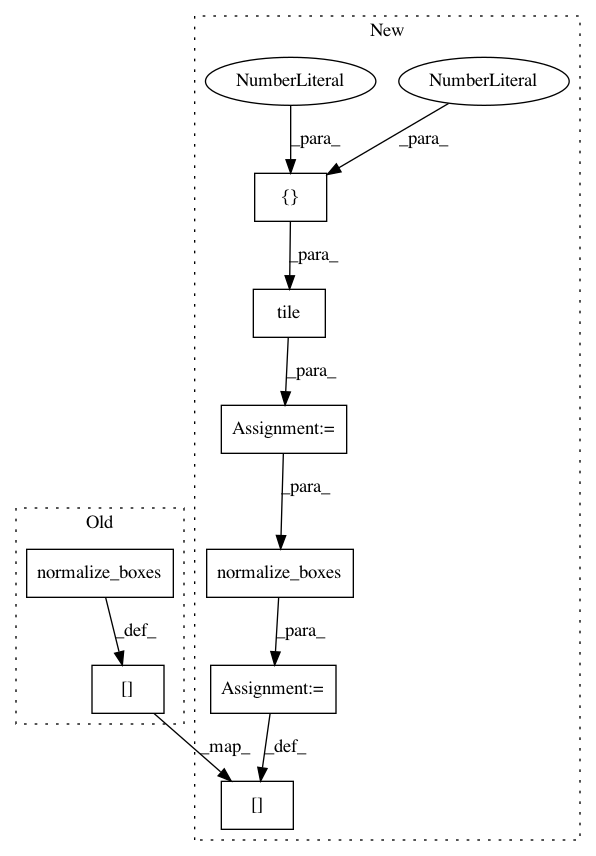 New
NumberLiteral NumberLiteral
_para_ _para_
{}
_para_
tile
_para_
Assignment:=
_para_
Old
normalize_boxes normalize_boxes
_def_ _para_
[] Assignment:=
_map_ _def_
[]